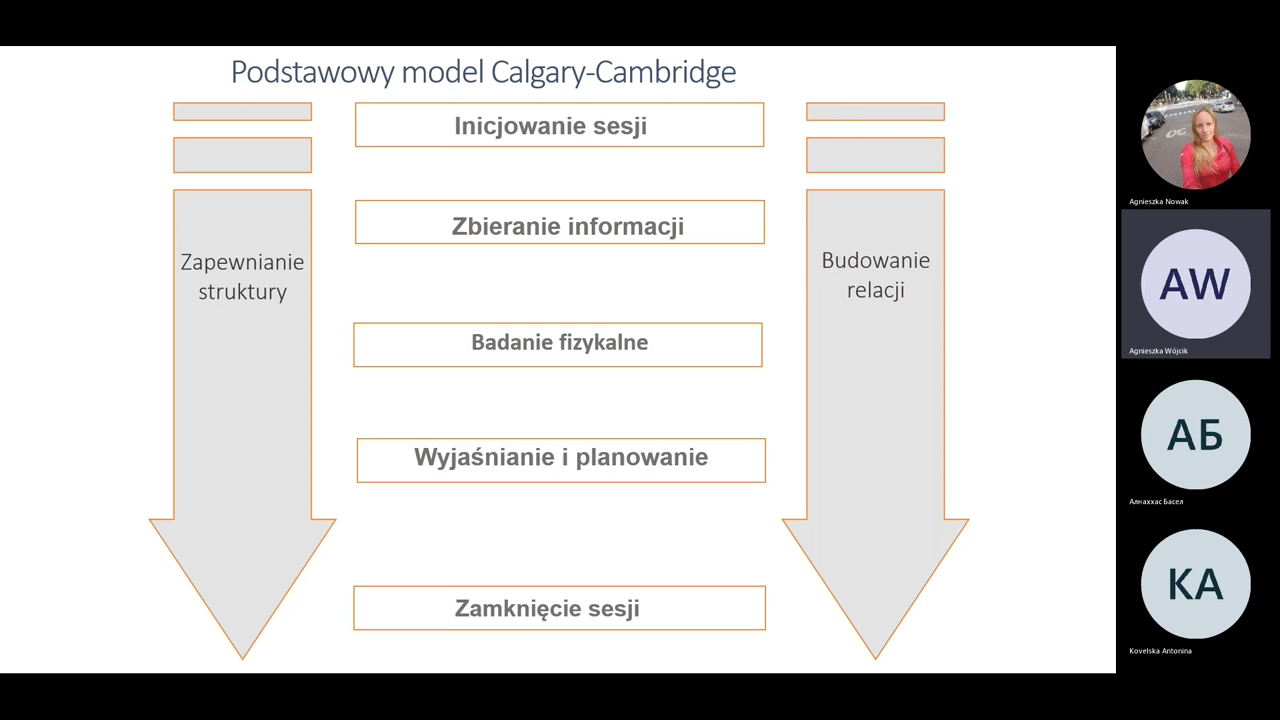 Podstawowy model Calgary-Cambridge
Inicjowanie sesji
Zbieranie informacji
Zapewnianie
struktury
Budowanie
relacji
Badanie fizykalne
Wyjaśnianie i planowanie
Zamknięcie sesji
Agnieszka Nowak
AW
Agnieszka Wójcik
АБ
Алнаххас Басел
KA
Kovelska Antonina